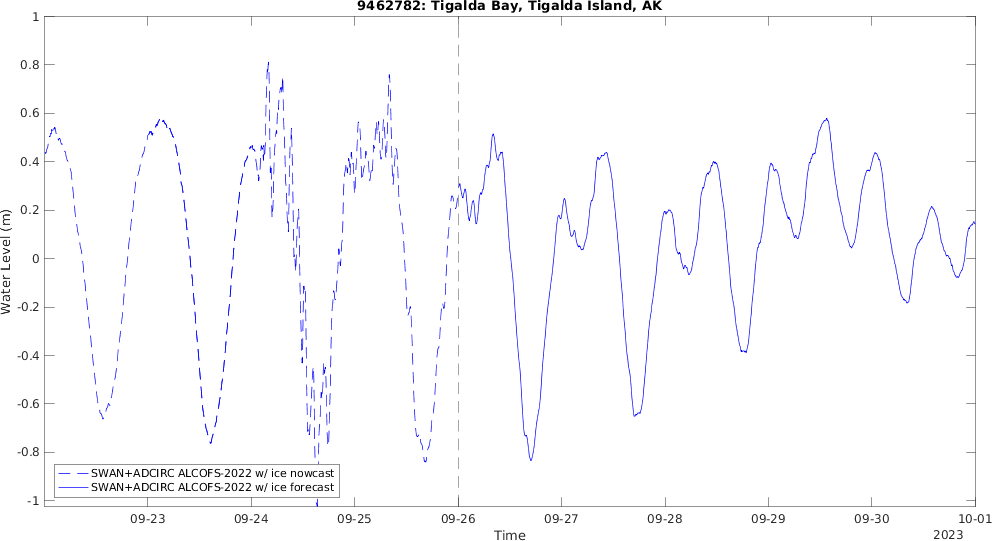 9462782: Tigalda Bay, Tigalda Island, AK
1
0.8
0.6
0.4
0.2
0
-0.2
-0.4
-0.6
-0.8
-1
Water Level (m)
SWAN+ADCIRC ALCOFS-2022 w/ ice nowcast
SWAN+ADCIRC ALCOFS-2022 w/ ice forecast
09-23 09-24 09-25 09-26 09-27 09-28 09-29 09-30 10-01
Time
2023